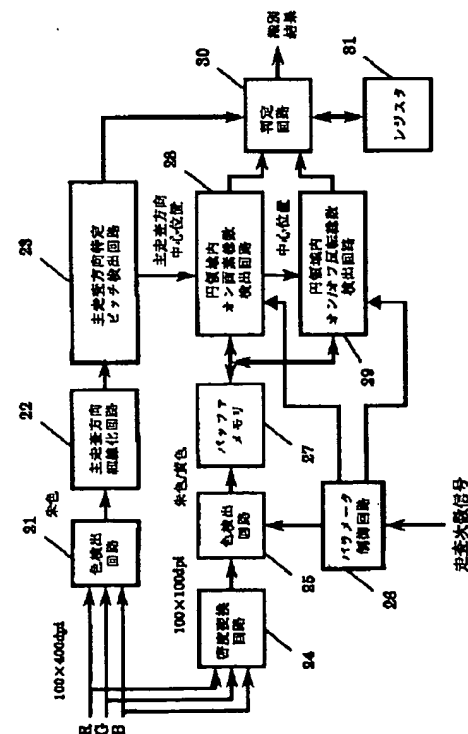 R
G
B
100×400dpi
21
色検出
回路
朱色
22
主走査方向
細線化回路
23
主走査方向特定
ピッチ検出回路
主走査方向
中心位置
24
密度変換
回路
100×100dpi
25
色検出
回路
朱色/黄色
27
バッファ
メモリ
28
円領域内
オン画素総数
検出回路
中心位置
29
円領域内
オン/オフ反転総数
検出回路
26
パラメータ
制御回路
走査次数信号
30
判定
回路
識別
結果
31
レジスタ